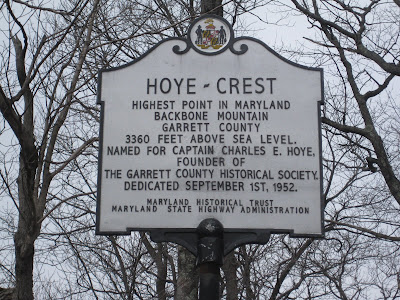 HOYE - CREST
HIGHEST POINT IN MARYLAND
BACKBONE MOUNTAIN
GARRETT COUNTY
3360 FEET ABOVE SEA LEVEL.
NAMED FOR CAPTAIN CHARLES E. HOYE,
FOUNDER OF
THE GARRETT COUNTY HISTORICAL SOCIETY.
DEDICATED SEPTEMBER 1ST, 1952.
MARYLAND HISTORICAL TRUST
MARYLAND STATE HIGHWAY ADMINISTRATION